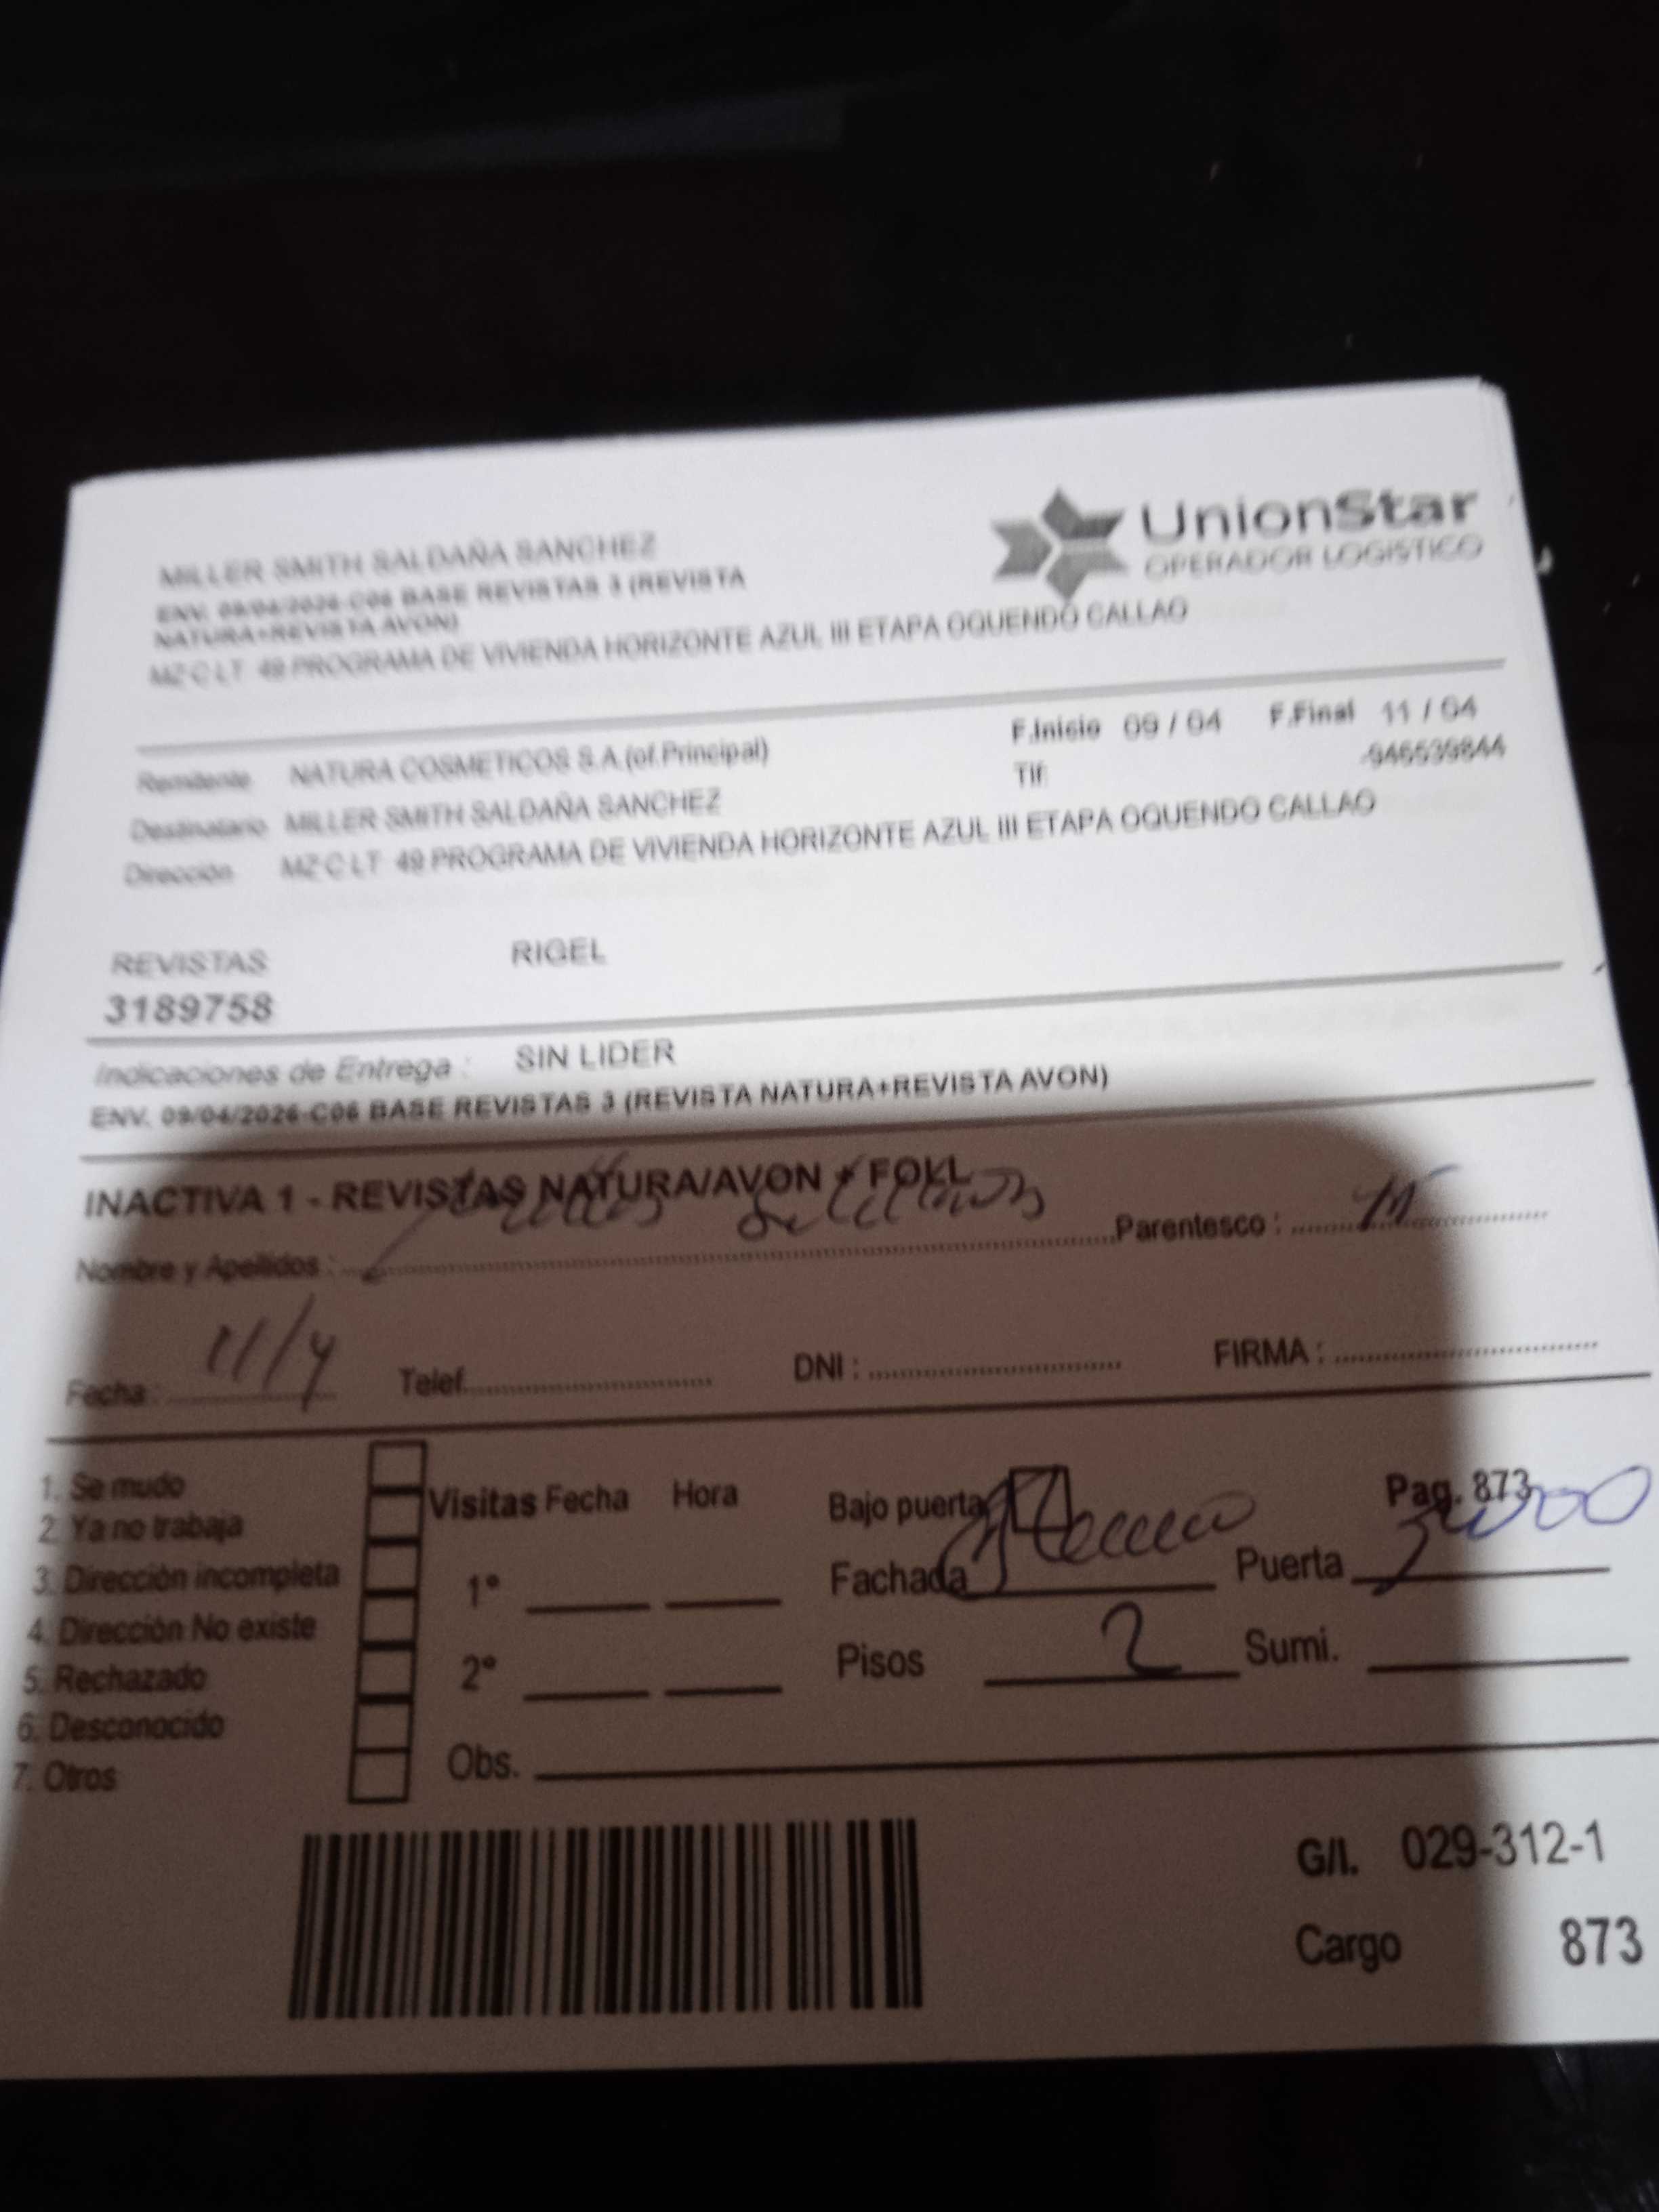 UnionStar
OPERADOR LOGISTICO
MILLER SMITH SALDAÑA SANCHEZ
ENV. 09/04/2026-C06 BASE REVISTAS 3 (REVISTA
NATURA+REVISTA AVON)
MZ C LT 49 PROGRAMA DE VIVIENDA HORIZONTE AZUL III ETAPA OQUENDO CALLAO
F.Inicio 09 / 04 F.Final 11 / 04
Remitente NATURA COSMETICOS S.A.(of.Principal) Tlf: -946539844
Destinatario MILLER SMITH SALDAÑA SANCHEZ
Dirección MZ C LT 49 PROGRAMA DE VIVIENDA HORIZONTE AZUL III ETAPA OQUENDO CALLAO
REVISTAS RIGEL
3189758
Indicaciones de Entrega : SIN LIDER
ENV. 09/04/2026-C06 BASE REVISTAS 3 (REVISTA NATURA+REVISTA AVON)
INACTIVA 1 - REVISTAS NATURA/AVON + FOLL
Nombre y Apellidos : Parentesco :
Fecha: 11/4 Telef. DNI : FIRMA :
1. Se mudo
2. Ya no trabaja
3. Dirección incompleta
4. Dirección No existe
5. Rechazado
6. Desconocido
7. Otros
Visitas Fecha Hora
1°
2°
Obs.
Bajo puerta Pag. 873
Fachada Puerta
Pisos 2 Sumi.
G/I. 029-312-1
Cargo 873